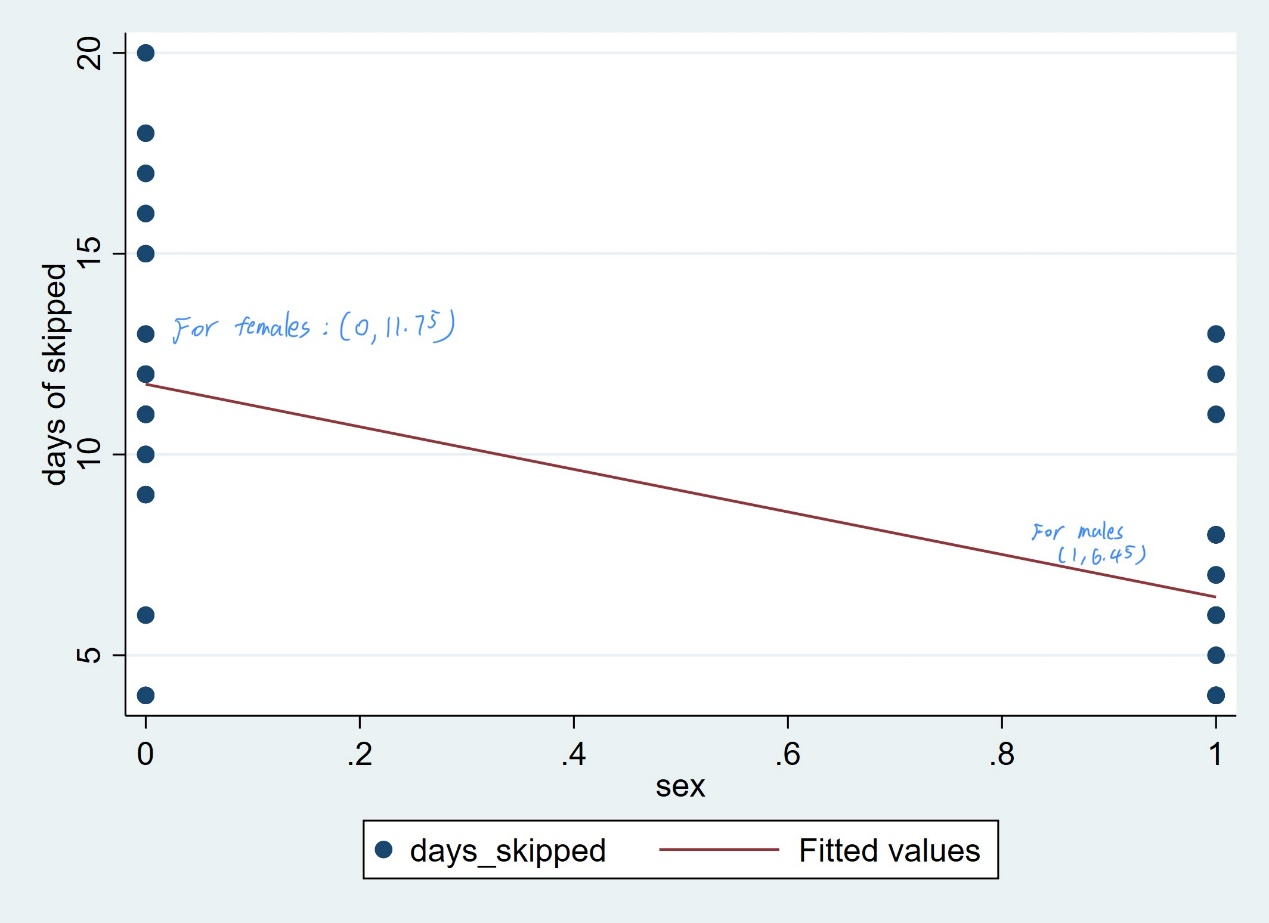 20
15
10
5
days of skipped
For females : (0, 11.75)
For males
(1, 6.45)
0 .2 .4 .6 .8 1
sex
days_skipped Fitted values